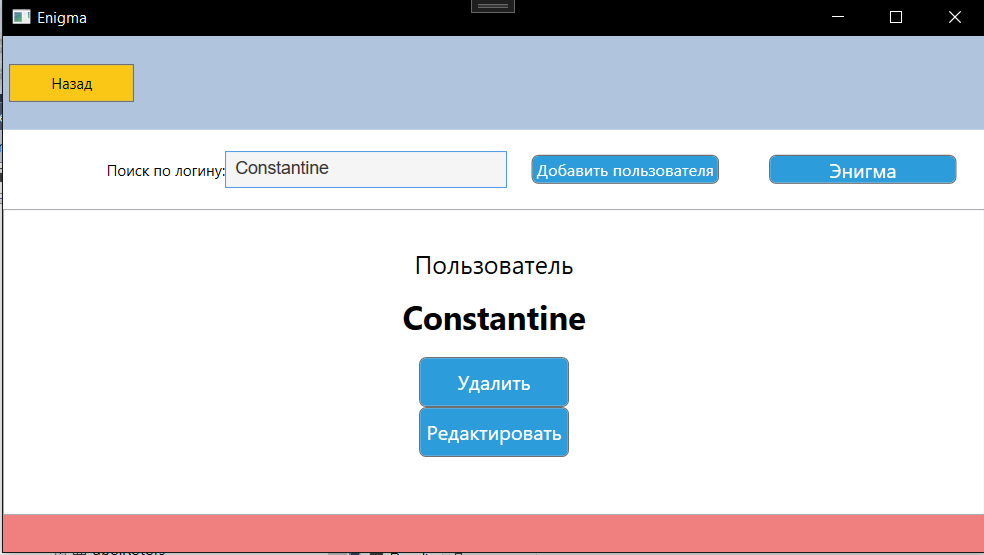 Enigma
Назад
Поиск по логину: Constantine Добавить пользователя Энигма
Пользователь
Constantine
Удалить
Редактировать